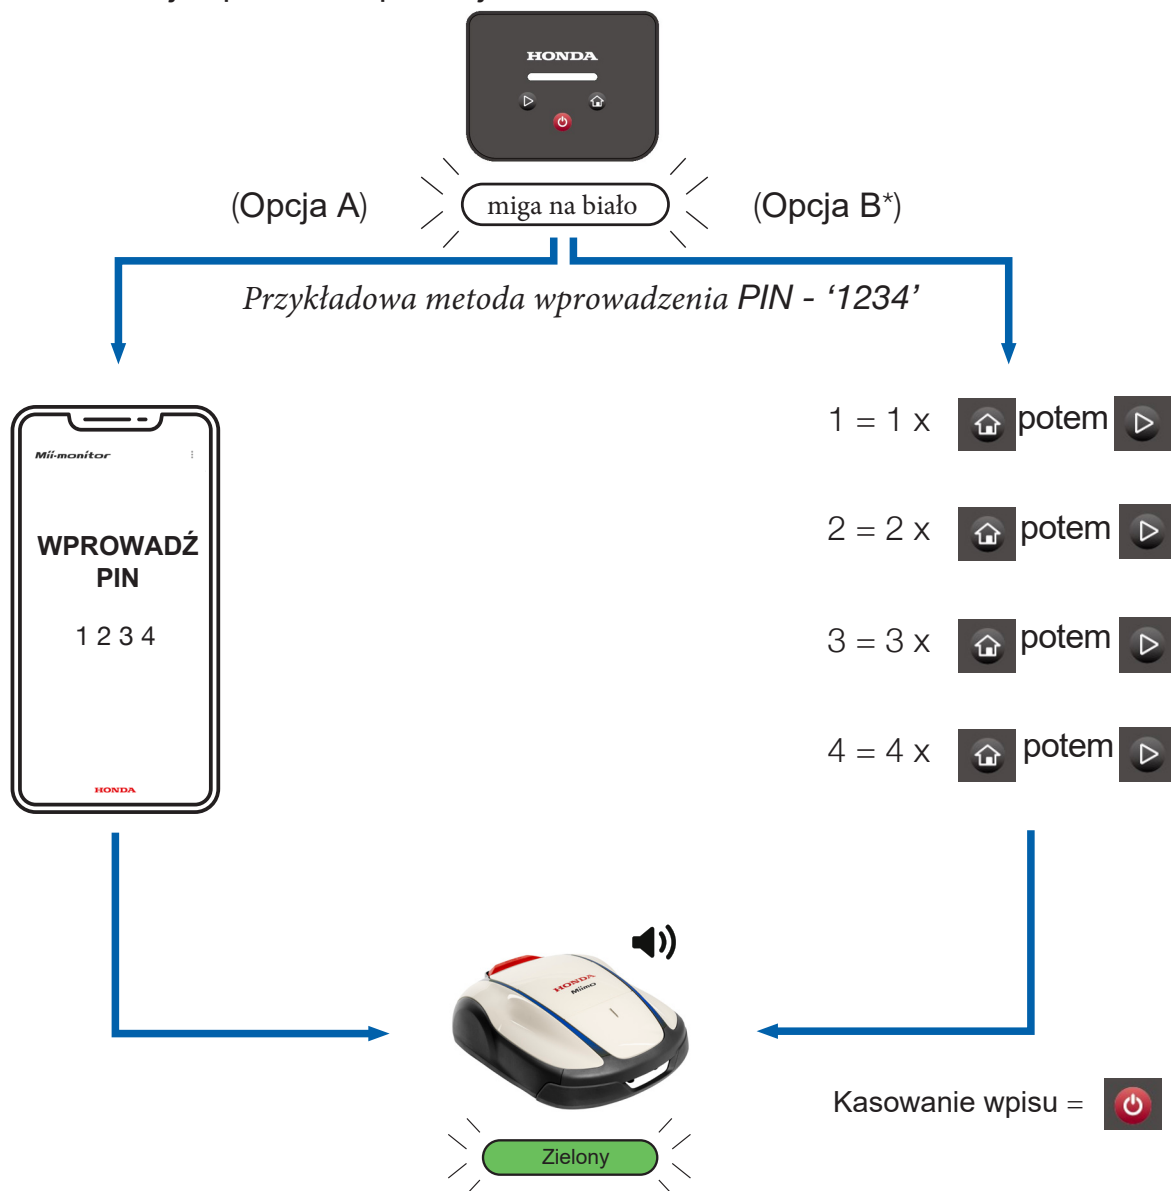 HONDA
(Opcja A)
miga na biało
(Opcja B*)
Przykładowa metoda wprowadzenia PIN - ‘1234’
Mii-monitor
WPROWADŹ
PIN
1 2 3 4
HONDA
1 = 1 x potem
2 = 2 x potem
3 = 3 x potem
4 = 4 x potem
HONDA
Miimo
Kasowanie wpisu =
Zielony